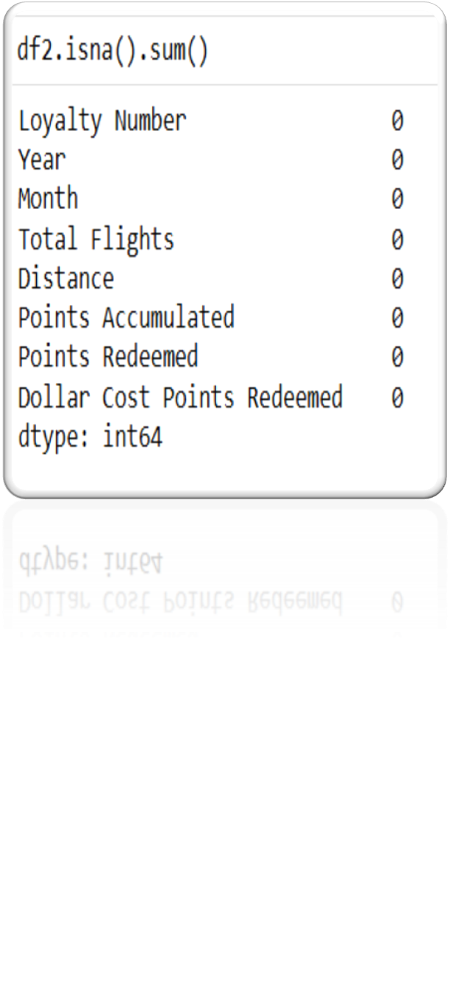 df2.isna().sum()
Loyalty Number 0
Year 0
Month 0
Total Flights 0
Distance 0
Points Accumulated 0
Points Redeemed 0
Dollar Cost Points Redeemed 0
dtype: int64